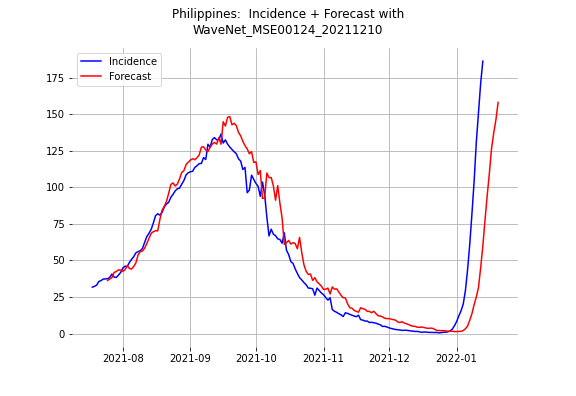 Philippines:  Incidence + Forecast with
WaveNet_MSE00124_20211210
Incidence
Forecast
175
150
125
100
75
50
25
0
2021-08 2021-09 2021-10 2021-11 2021-12 2022-01